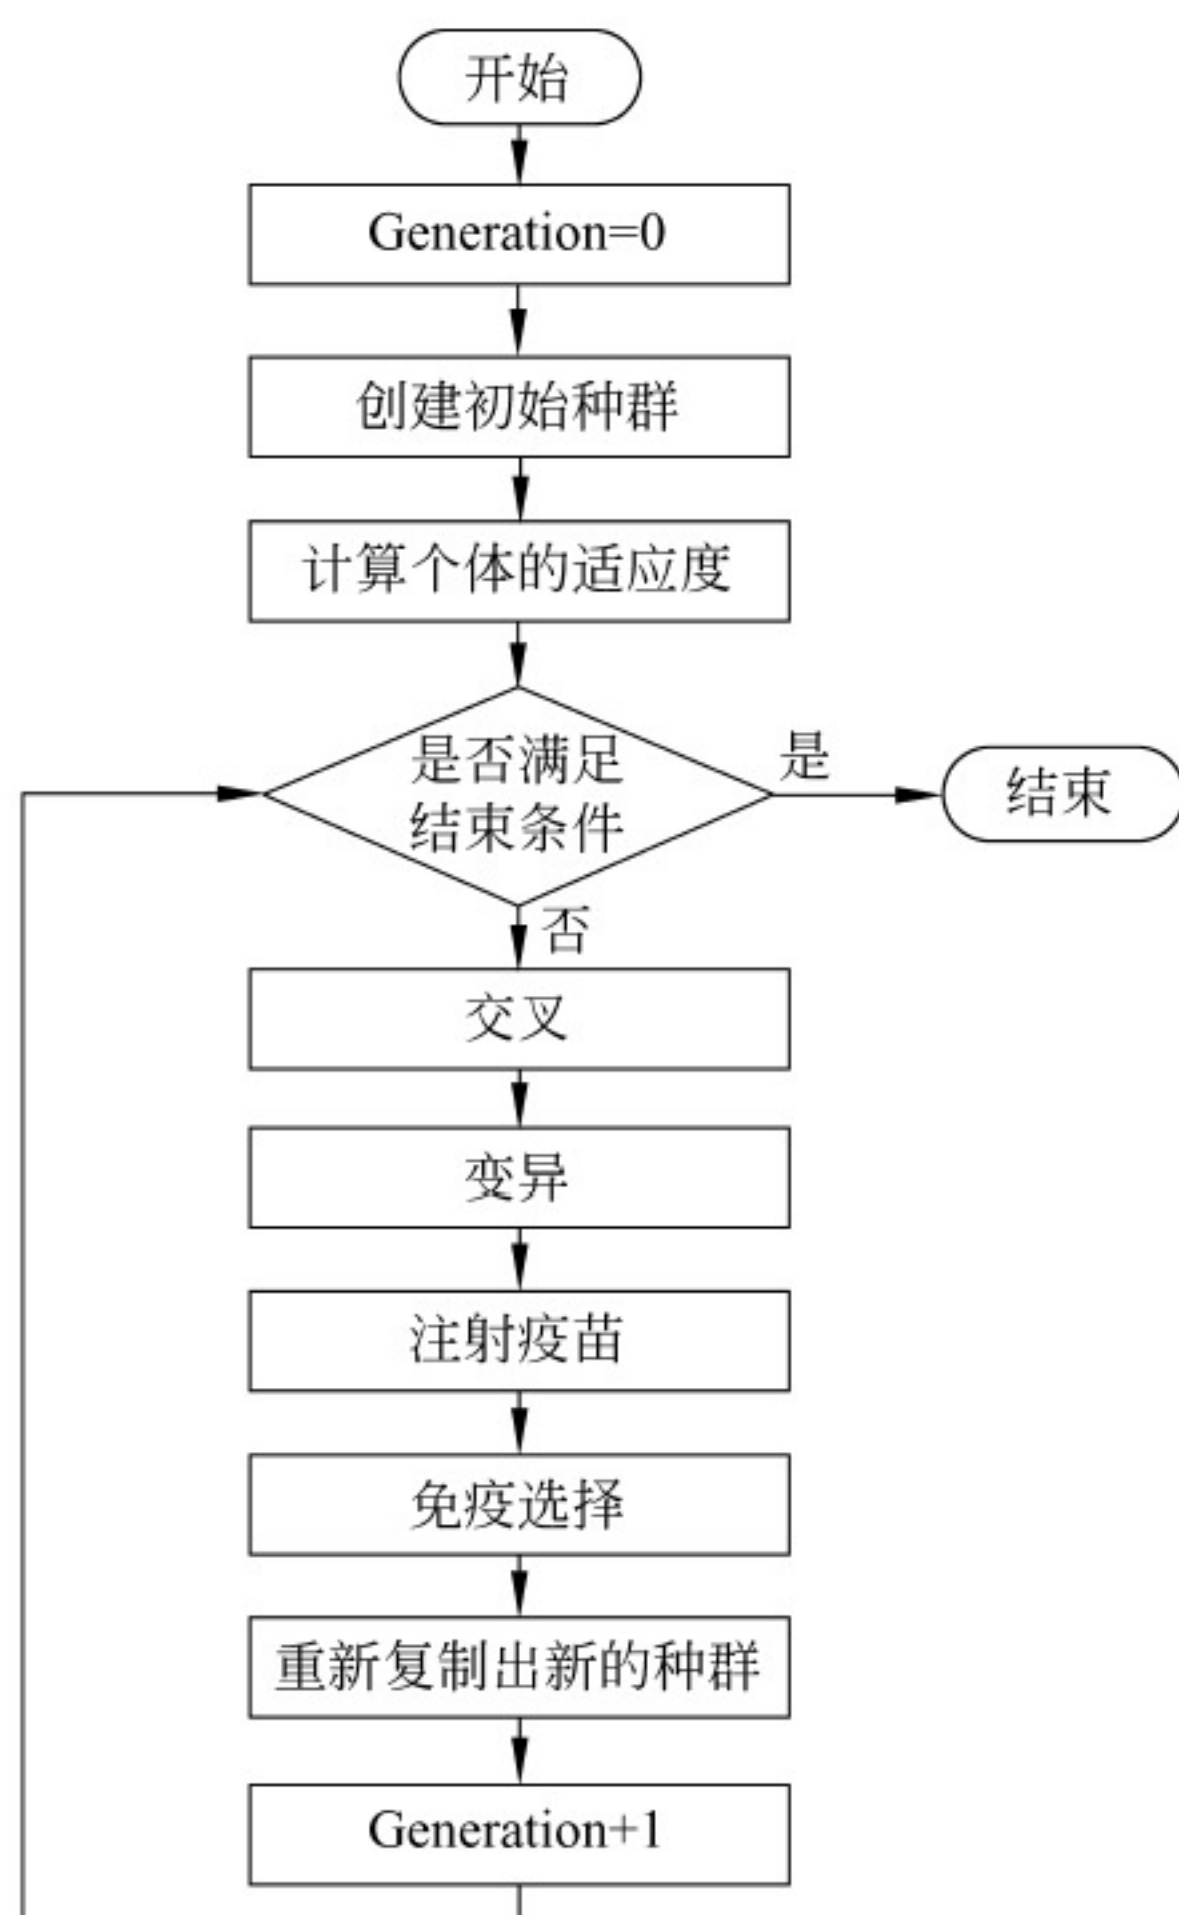 开始
Generation=0
创建初始种群
计算个体的适应度
是否满足
结束条件
是
结束
否
交叉
变异
注射疫苗
免疫选择
重新复制出新的种群
Generation+1